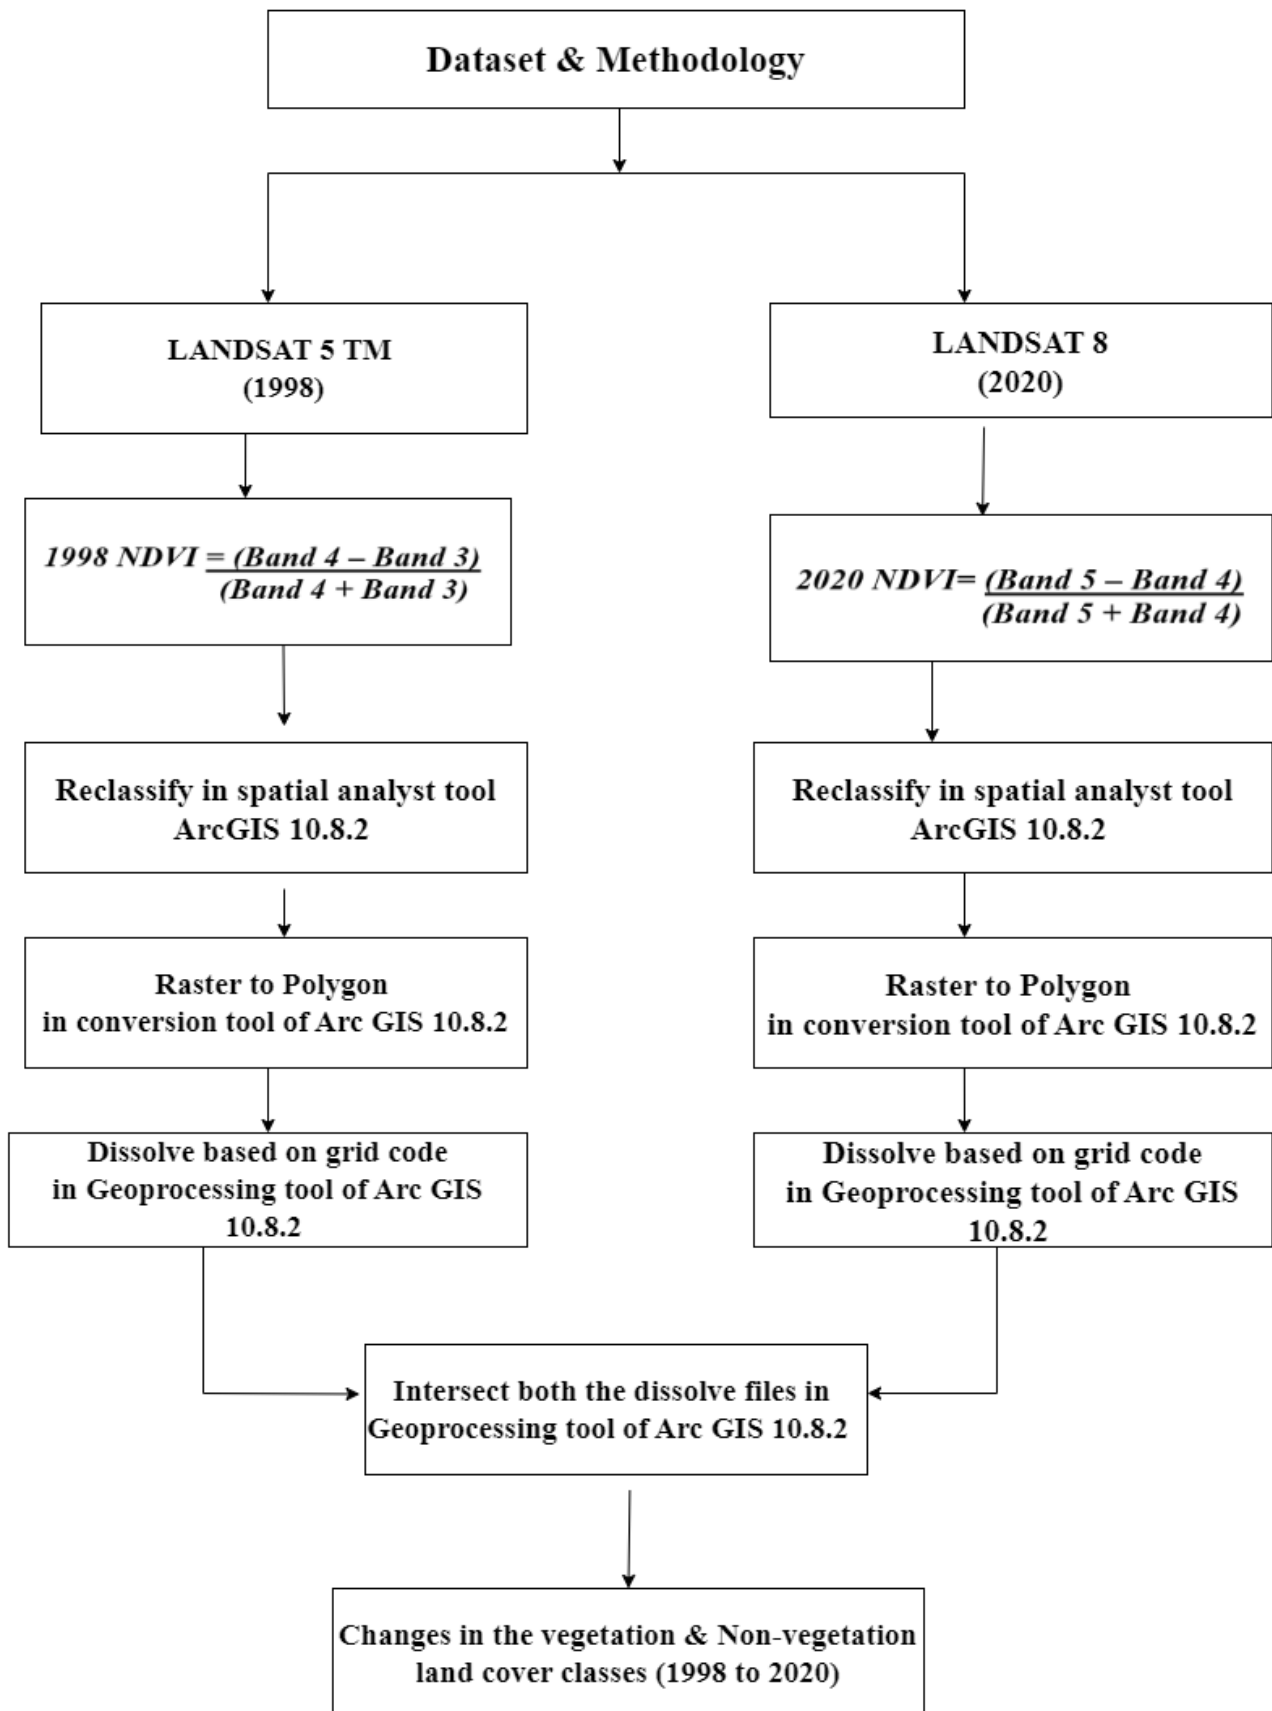 Dataset & Methodology
LANDSAT 5 TM
(1998)
LANDSAT 8
(2020)
1998 NDVI = (Band 4 – Band 3)
(Band 4 + Band 3)
2020 NDVI= (Band 5 – Band 4)
(Band 5 + Band 4)
Reclassify in spatial analyst tool
ArcGIS 10.8.2
Reclassify in spatial analyst tool
ArcGIS 10.8.2
Raster to Polygon
in conversion tool of Arc GIS 10.8.2
Raster to Polygon
in conversion tool of Arc GIS 10.8.2
Dissolve based on grid code
in Geoprocessing tool of Arc GIS
10.8.2
Dissolve based on grid code
in Geoprocessing tool of Arc GIS
10.8.2
Intersect both the dissolve files in
Geoprocessing tool of Arc GIS 10.8.2
Changes in the vegetation & Non-vegetation
land cover classes (1998 to 2020)